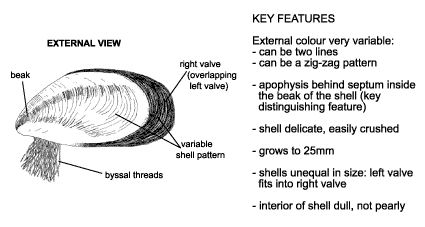 EXTERNAL VIEW
beak
right valve
(overlapping
left valve)
variable
shell pattern
byssal threads
KEY FEATURES
External colour very variable:
- can be two lines
- can be a zig-zag pattern
- apophysis behind septum inside
the beak of the shell (key
distinguishing feature)
- shell delicate, easily crushed
- grows to 25mm
- shells unequal in size: left valve
fits into right valve
- interior of shell dull, not pearly